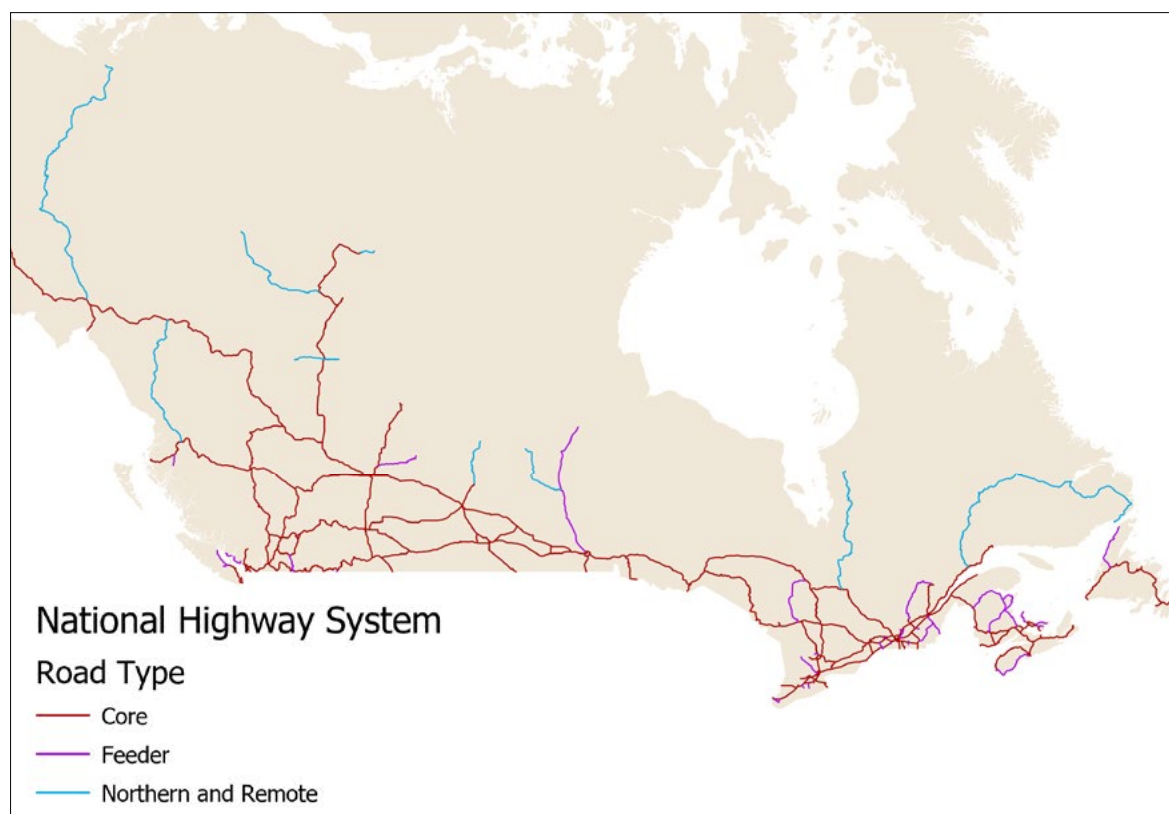 National Highway System
Road Type
Core
Feeder
Northern and Remote